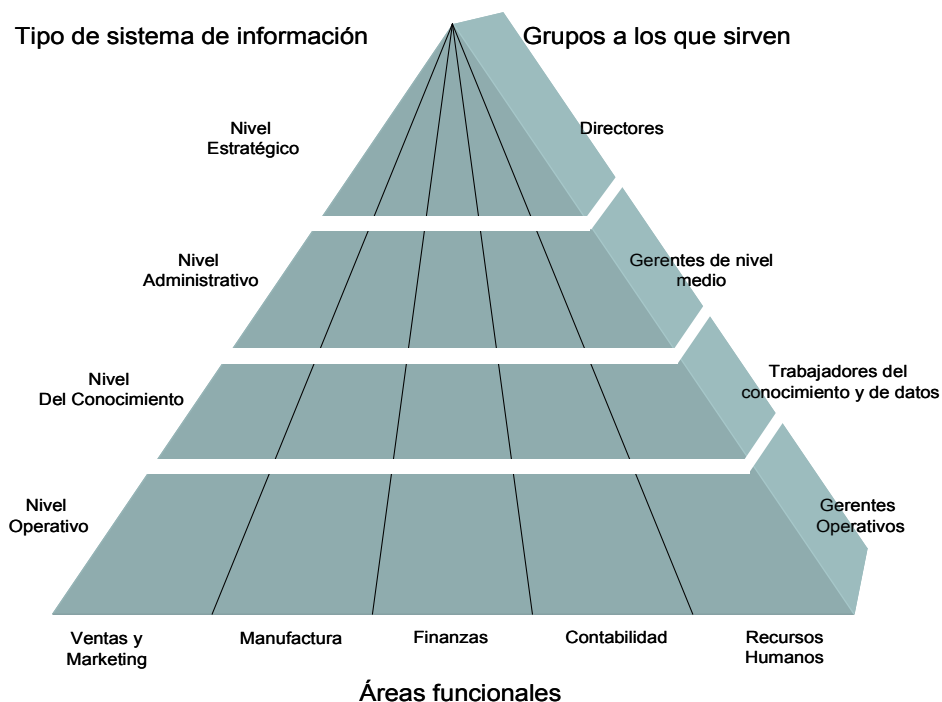 Tipo de sistema de información
Grupos a los que sirven
Nivel
Estratégico
Directores
Nivel
Administrativo
Gerentes de nivel
medio
Nivel
Del Conocimiento
Trabajadores del
conocimiento y de datos
Nivel
Operativo
Gerentes
Operativos
Ventas y
Marketing
Manufactura
Finanzas
Contabilidad
Recursos
Humanos
Áreas funcionales